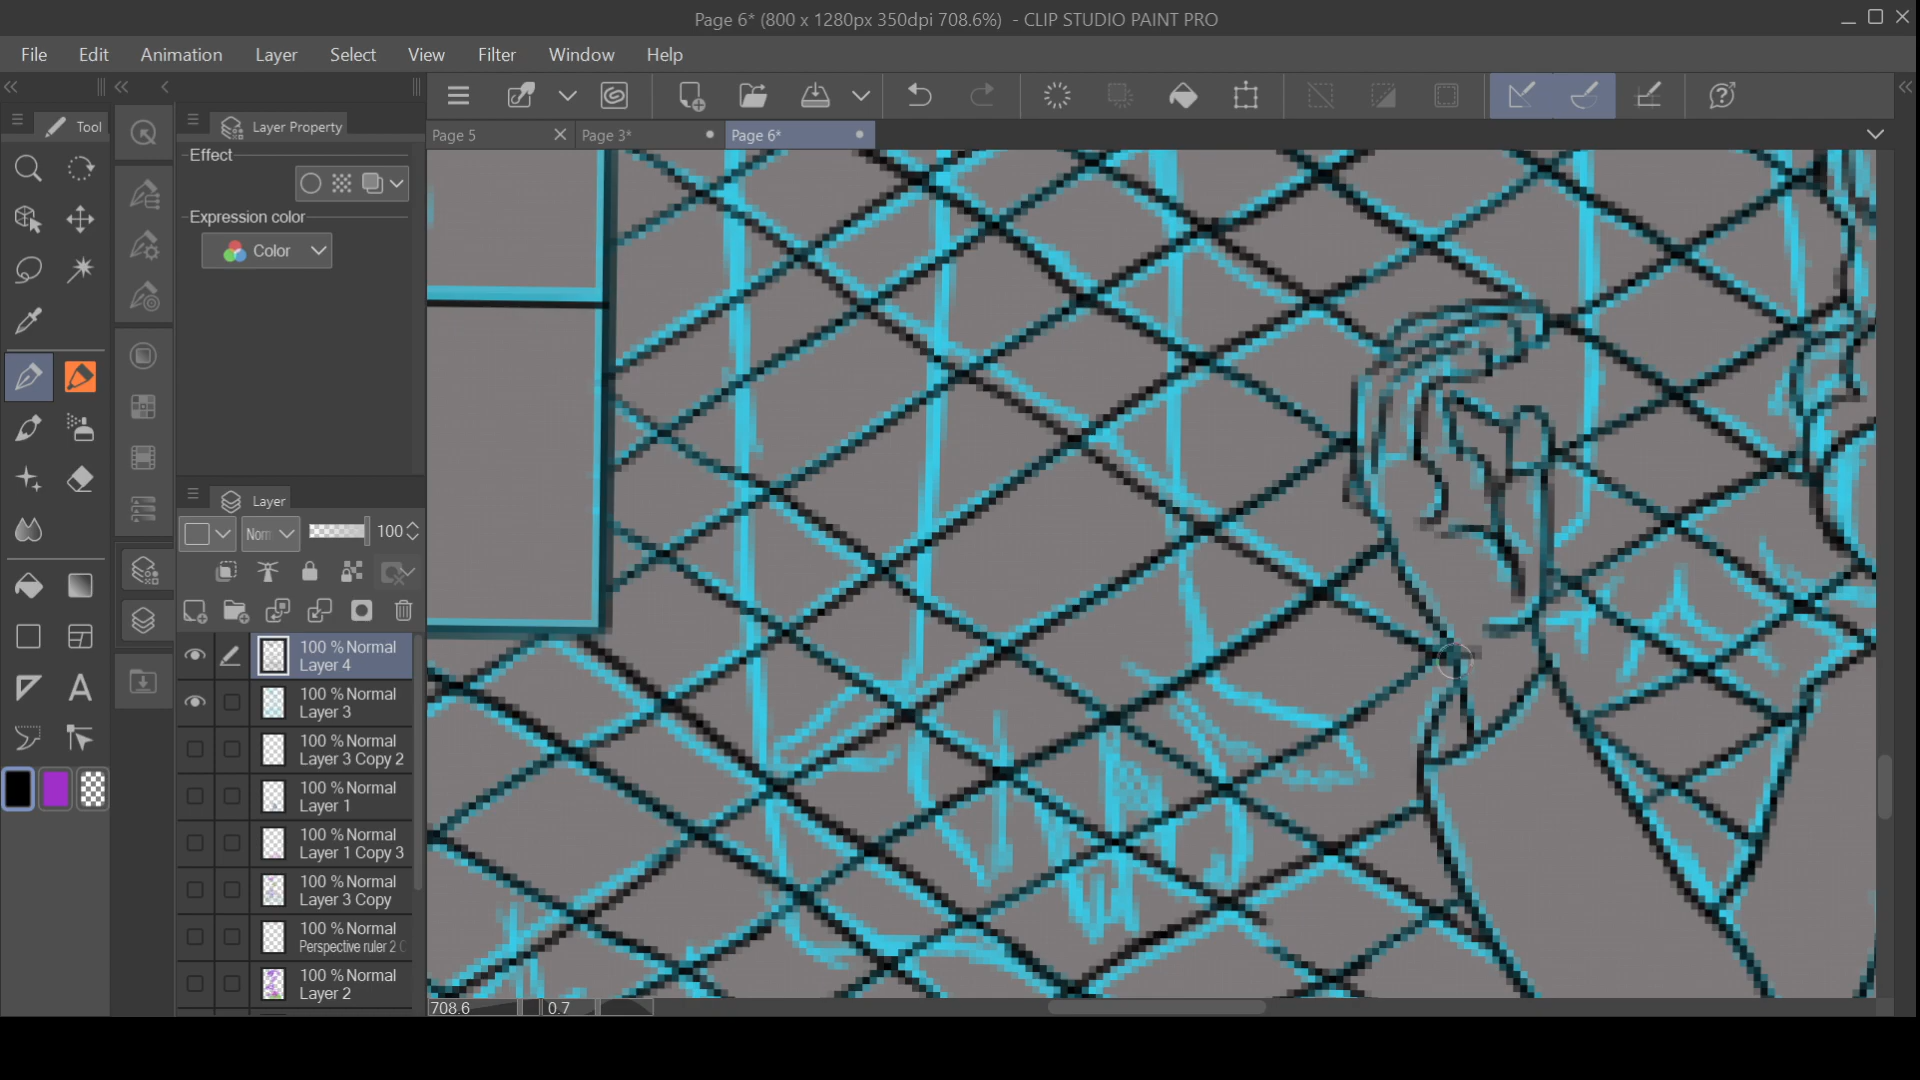 Page 6* (800 x 1280px 350dpi 708.6%)  - CLIP STUDIO PAINT PRO
File Edit Animation Layer Select View Filter Window Help
Tool
Layer Property
Page 5
Page 3*
Page 6*
Effect
Expression color
Color
Layer
Norr
100
100 % Normal
Layer 4
100 % Normal
Layer 3
100 % Normal
Layer 3 Copy 2
100 % Normal
Layer 1
100 % Normal
Layer 1 Copy 3
100 % Normal
Layer 3 Copy
100 % Normal
Perspective ruler 2 C
100 % Normal
Layer 2
708.6
0.7